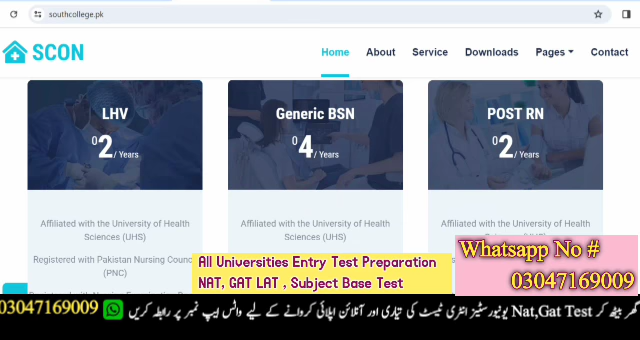 southcollege.pk
SCON
Home About Service Downloads Pages Contact
LHV
02/ Years
Generic BSN
04/ Years
POST RN
02/ Years
Affiliated with the University of Health
Sciences (UHS)
Registered with Pakistan Nursing Council
(PNC)
Affiliated with the University of Health
Sciences (UHS)
Affiliated with the University of Health
All Universities Entry Test Preparation
NAT, GAT LAT , Subject Base Test
Whatsapp No #
03047169009
گھر بیٹھ کر Nat,Gat Test یونیورسٹیز انٹری ٹیسٹ کی تیاری اور آنلائن اپلائی کروانے کے لیے واٹس ایپ نمبر پر رابطہ کریں 03047169009